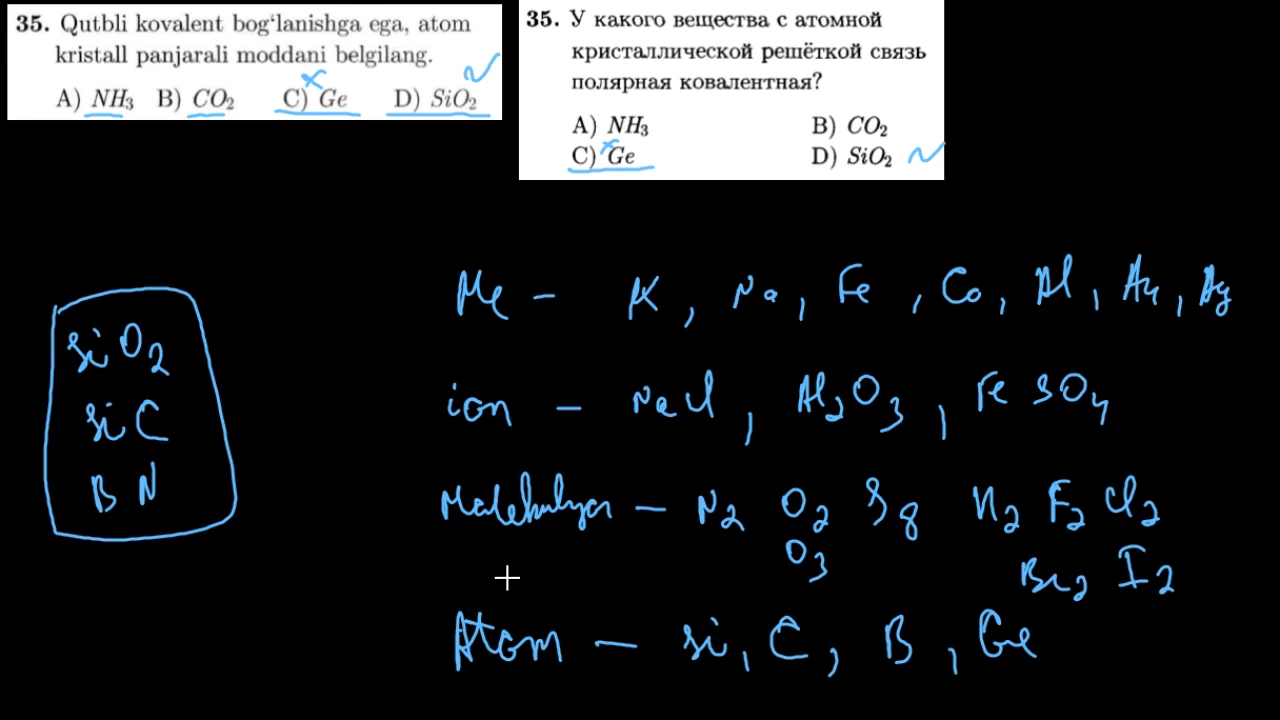 35. Qutbli kovalent bog‘lanishga ega, atom
kristall panjarali moddani belgilang.
A) NH₃ B) CO₂ C) Ge D) SiO₂
35. У какого вещества с атомной
кристаллической решёткой связь
полярная ковалентная?
A) NH₃ B) CO₂
C) Ge D) SiO₂
SiO₂
SiC
BN
Me – K, Na, Fe, Co, Al, Au, Ag
ion – NaCl, Al₂O₃, FeSO₄
Molekulyar – N₂ O₂ S₈ H₂ F₂ Cl₂
O₃ Br₂ I₂
Atom – Si, C, B, Ge